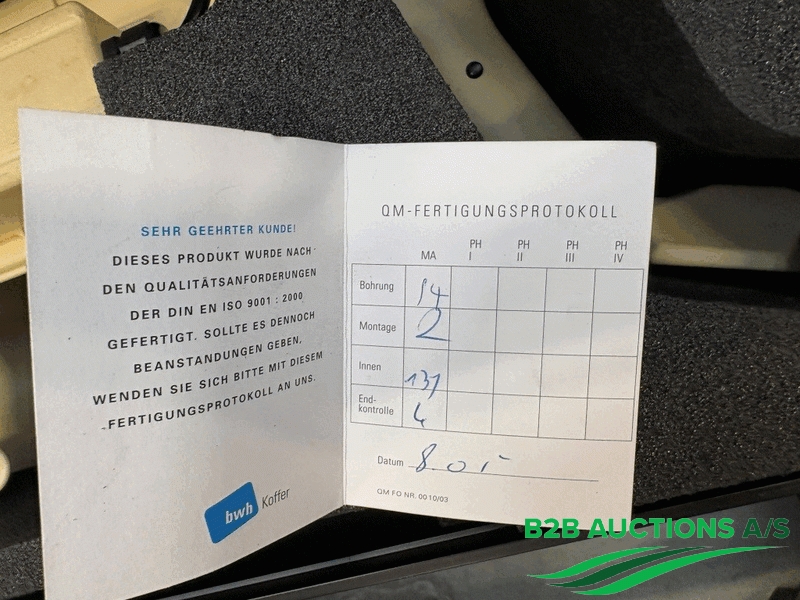 SEHR GEEHRTER KUNDE!
DIESES PRODUKT WURDE NACH
DEN QUALITÄTSANFORDERUNGEN
DER DIN EN ISO 9001 : 2000
GEFERTIGT. SOLLTE ES DENNOCH
BEANSTANDUNGEN GEBEN,
WENDEN SIE SICH BITTE MIT DIESEM
FERTIGUNGSPROTOKOLL AN UNS.
bwh Koffer
QM-FERTIGUNGSPROTOKOLL
MA PH I PH II PH III PH IV
Bohrung 14
Montage 2
Innen
End-
kontrolle 4
Datum
QM FO NR. 0010/03
B2B AUCTIONS A/S